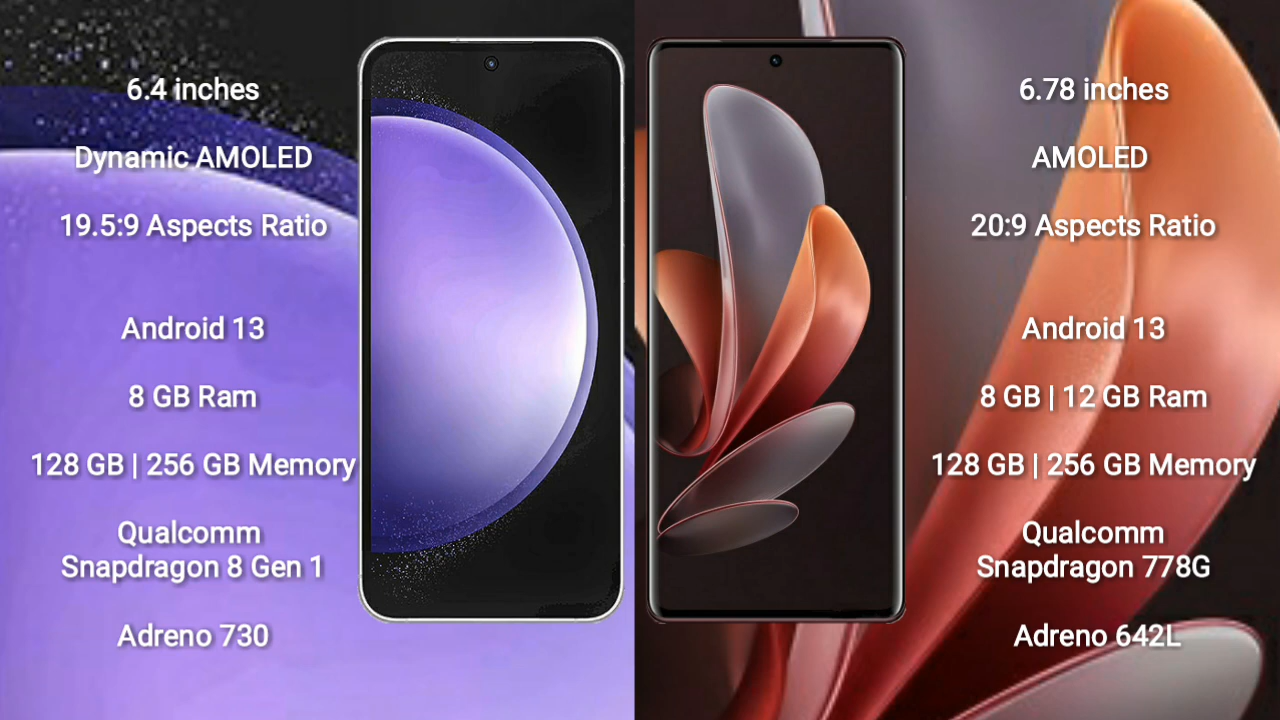 6.4 inches
Dynamic AMOLED
19.5:9 Aspects Ratio
Android 13
8 GB Ram
128 GB | 256 GB Memory
Qualcomm
Snapdragon 8 Gen 1
Adreno 730
6.78 inches
AMOLED
20:9 Aspects Ratio
Android 13
8 GB | 12 GB Ram
128 GB | 256 GB Memory
Qualcomm
Snapdragon 778G
Adreno 642L